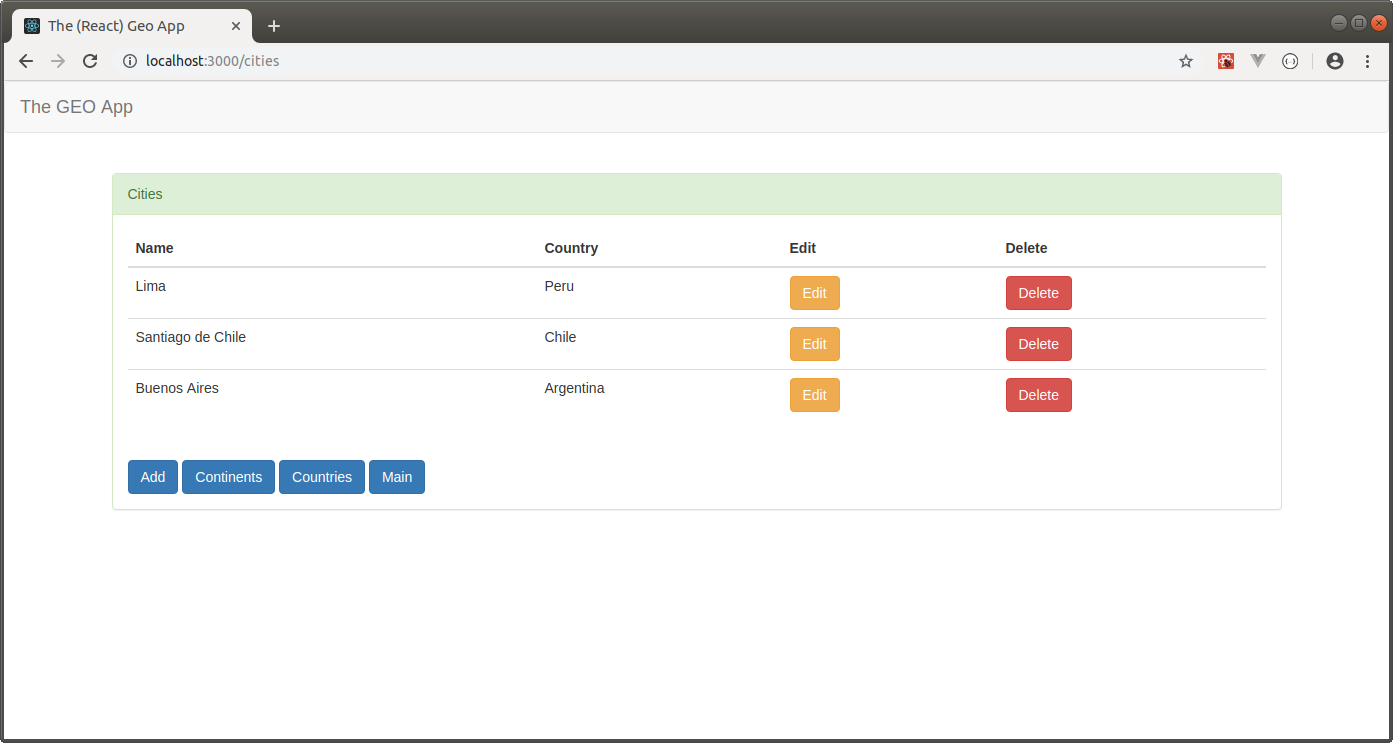 The (React) Geo App
localhost:3000/cities
The GEO App
Cities
Name Country Edit Delete
Lima Peru Edit Delete
Santiago de Chile Chile Edit Delete
Buenos Aires Argentina Edit Delete
Add Continents Countries Main